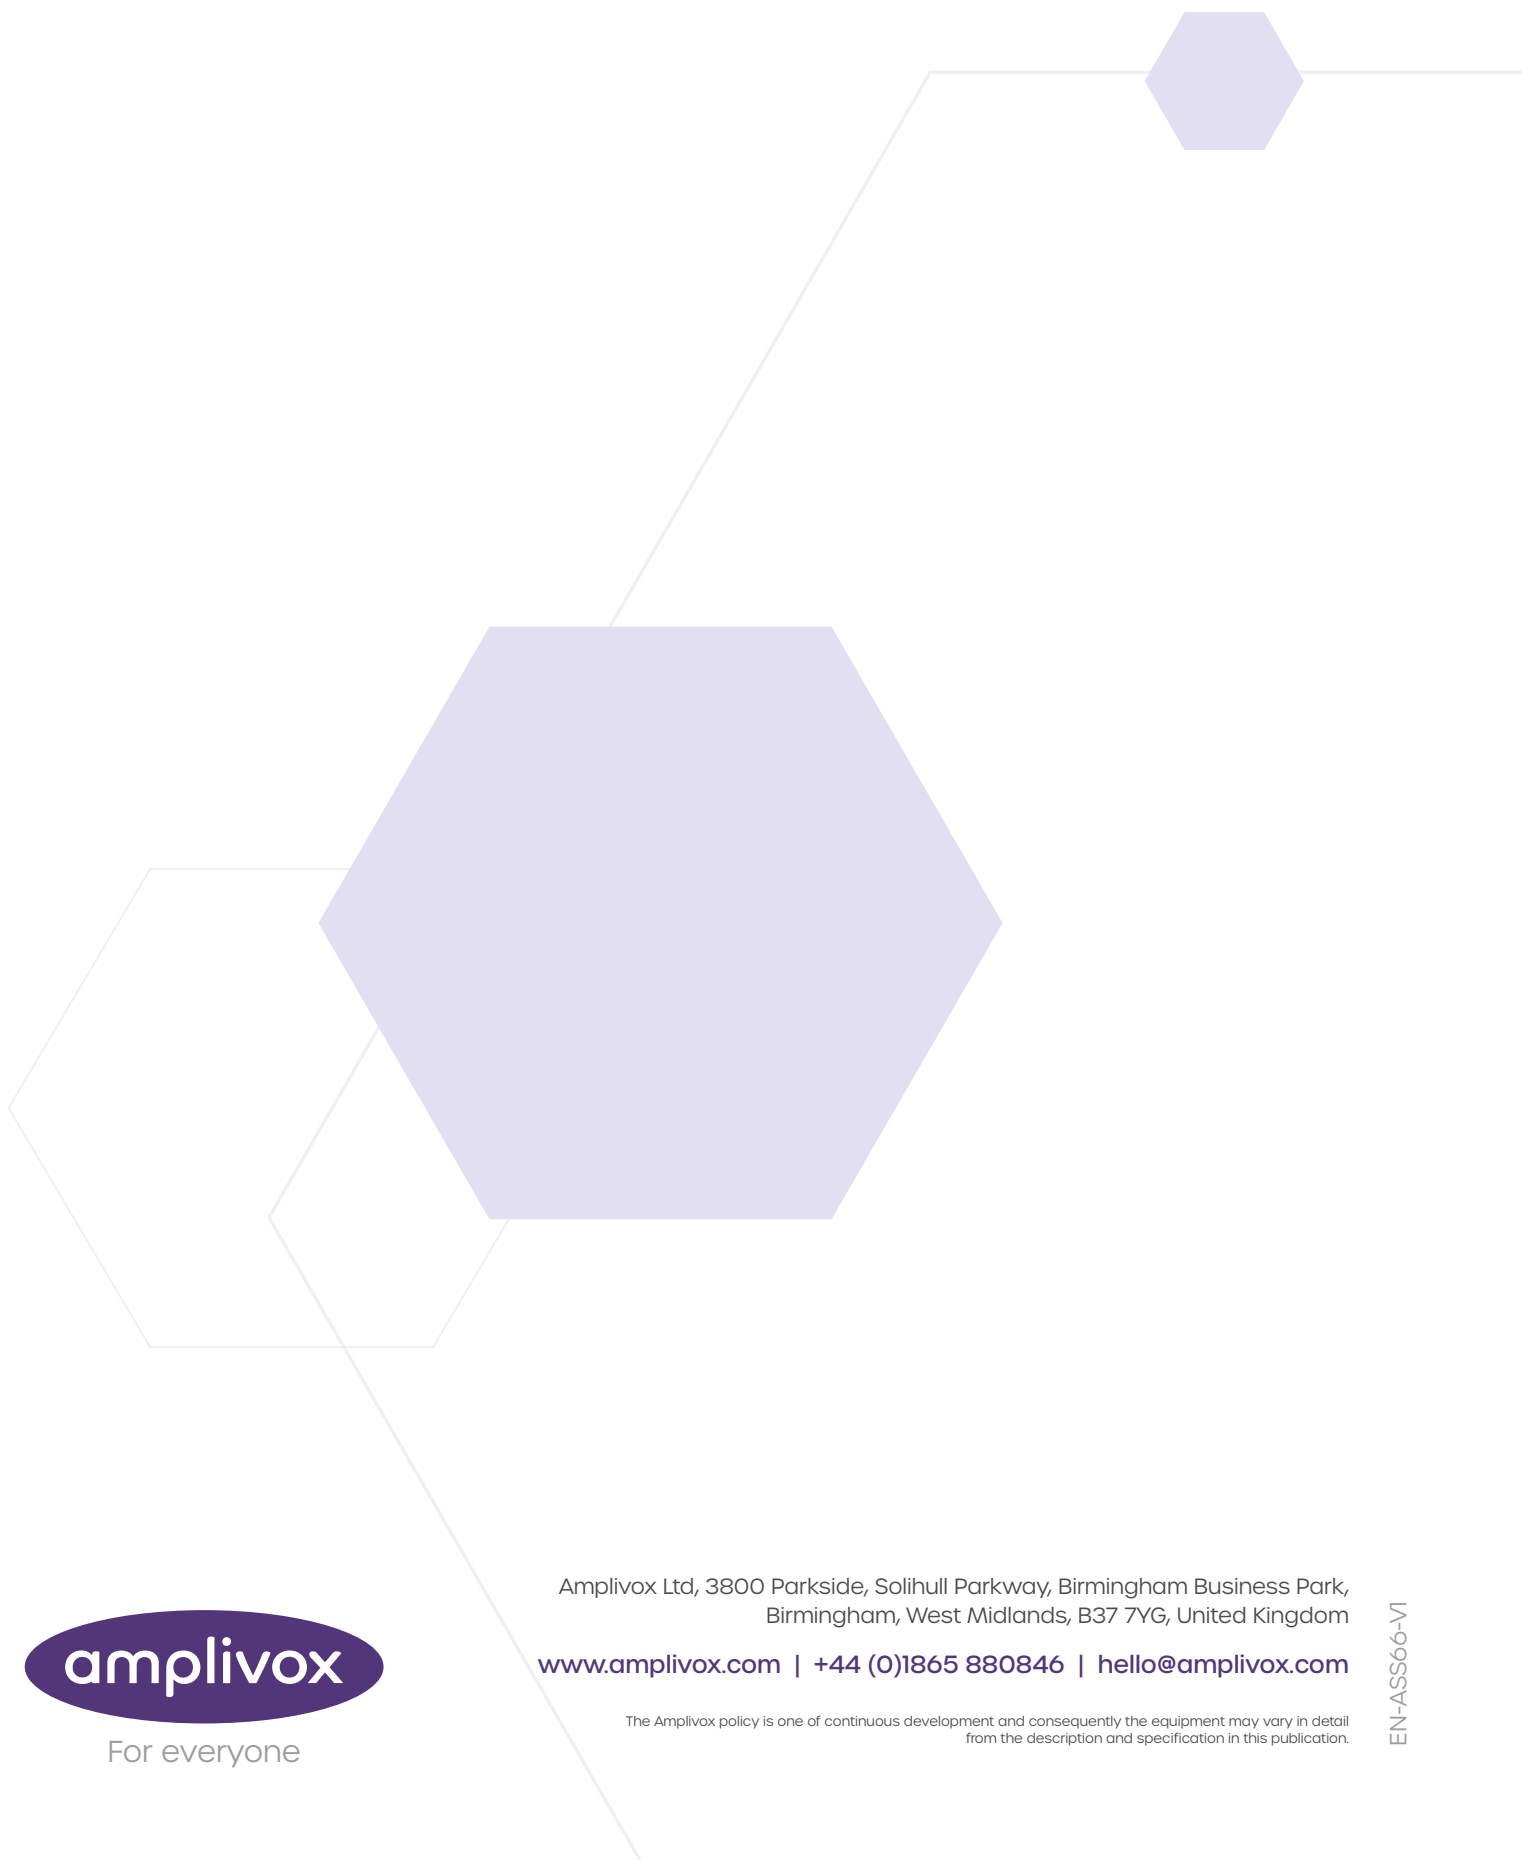 Amplivox Ltd, 3800 Parkside, Solihull Parkway, Birmingham Business Park,
Birmingham, West Midlands, B37 7YG, United Kingdom
www.amplivox.com | +44 (0)1865 880846 | hello@amplivox.com
The Amplivox policy is one of continuous development and consequently the equipment may vary in detail
from the description and specification in this publication.
EN-ASS66-V1
amplivox
For everyone